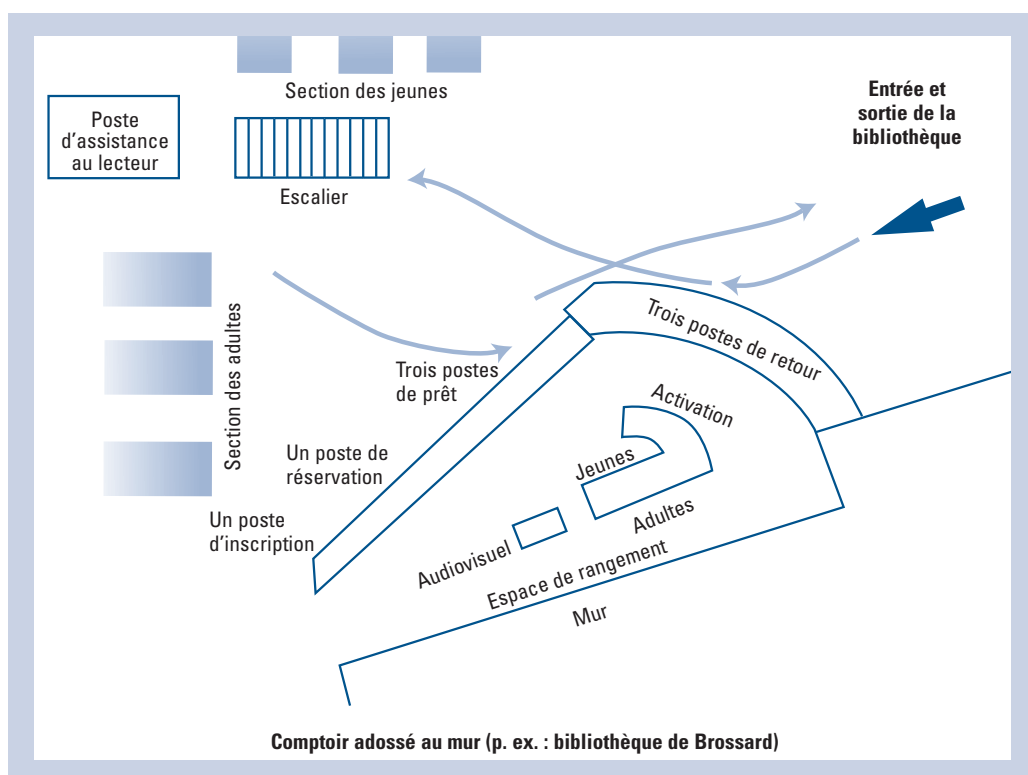 Section des jeunes
Entrée et
sortie de la
bibliothèque
Poste
d'assistance
au lecteur
Escalier
Section des adultes
Trois postes de retour
Trois postes
de prêt
Activation
Un poste de
réservation
Jeunes
Un poste
d'inscription
Adultes
Audiovisuel
Espace de rangement
Mur
Comptoir adossé au mur (p. ex. : bibliothèque de Brossard)